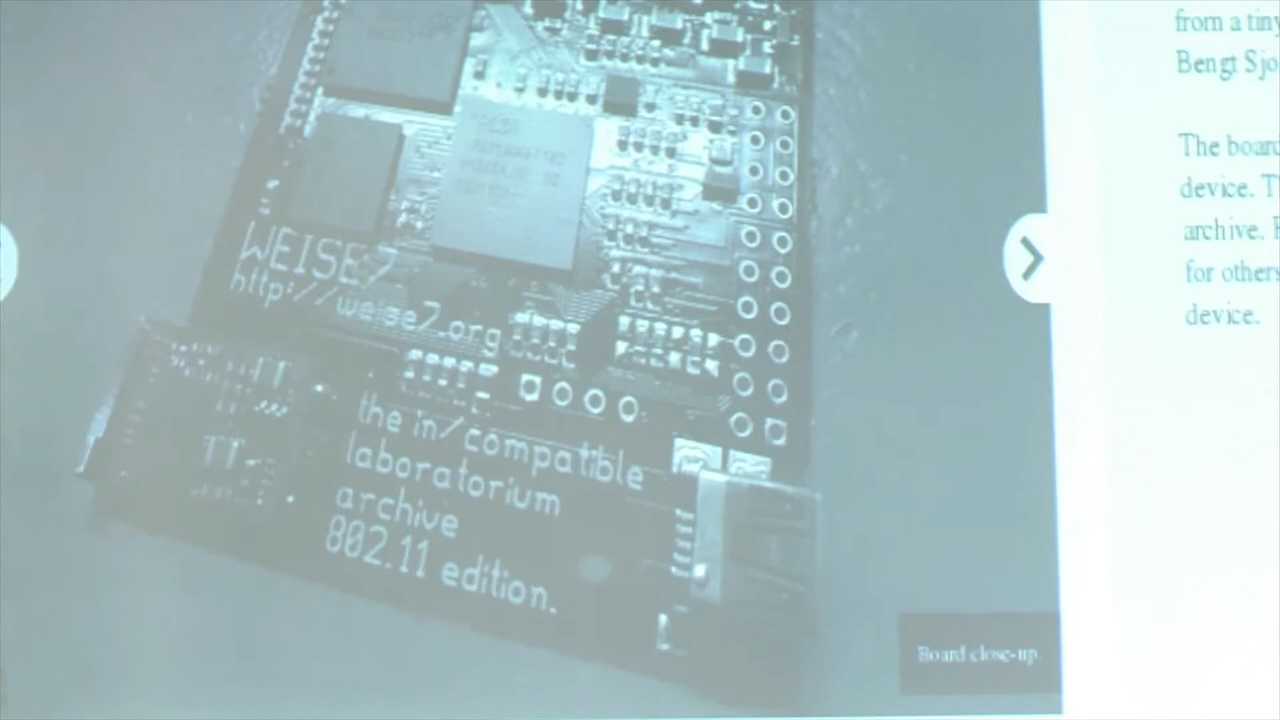 WEISE7
http://weise7.org
the in/compatible
laboratorium
archive
802.11 edition.
Board close-up.
from a tiny
Bengt Sjo
The board
device. T
archive.
for others
device.